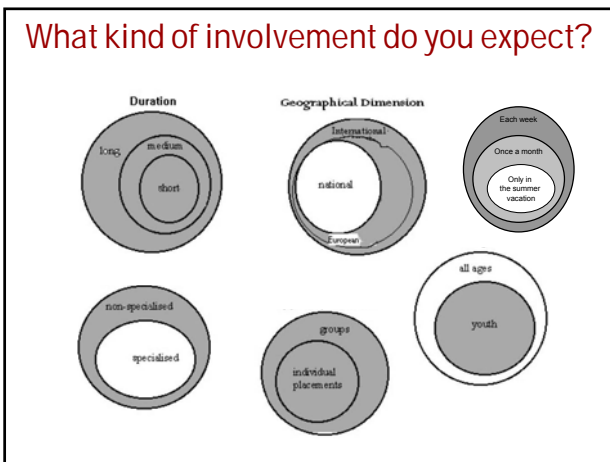 What kind of involvement do you expect?
Duration
long
medium
short
Geographical Dimension
International
national
European
Each week
Once a month
Only in
the summer
vacation
non-specialised
specialised
groups
individual
placements
all ages
youth